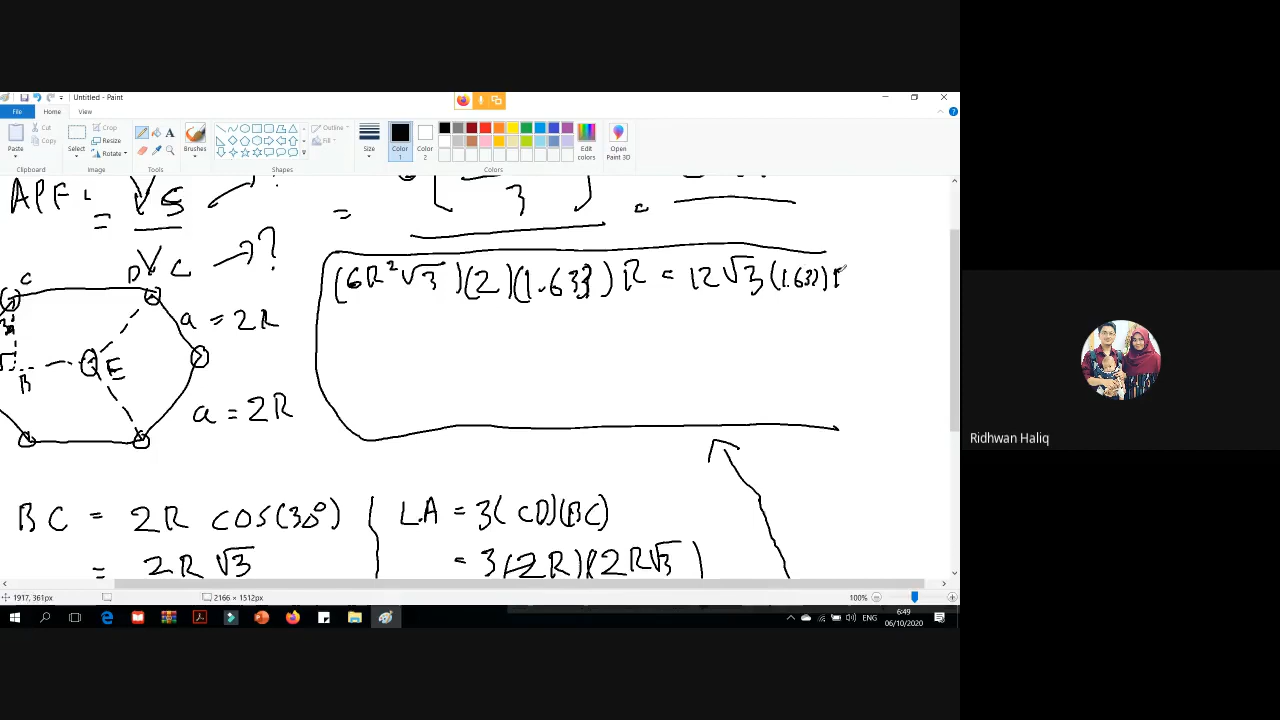 Untitled - Paint
File Home View
Paste Cut Copy
Select Crop Resize Rotate
Brushes
Outline
Fill
Size
Color 1
Color 2
Edit colors
Open Paint 3D
Clipboard Image Tools Shapes Colors
APF = VS → ?
VC → ?
3
=
C
D
a = 2R
B
E
a = 2R
(6R²√3)(2)(1.633)R = 12√3(1.633)
BC = 2R cos(30°)
= 2R√3
LA = 3(CD)(BC)
= 3(2R)(2R√3)
Ridhwan Haliq
1917, 361px
2166 × 1512px
100%
ENG
6:49
06/10/2020